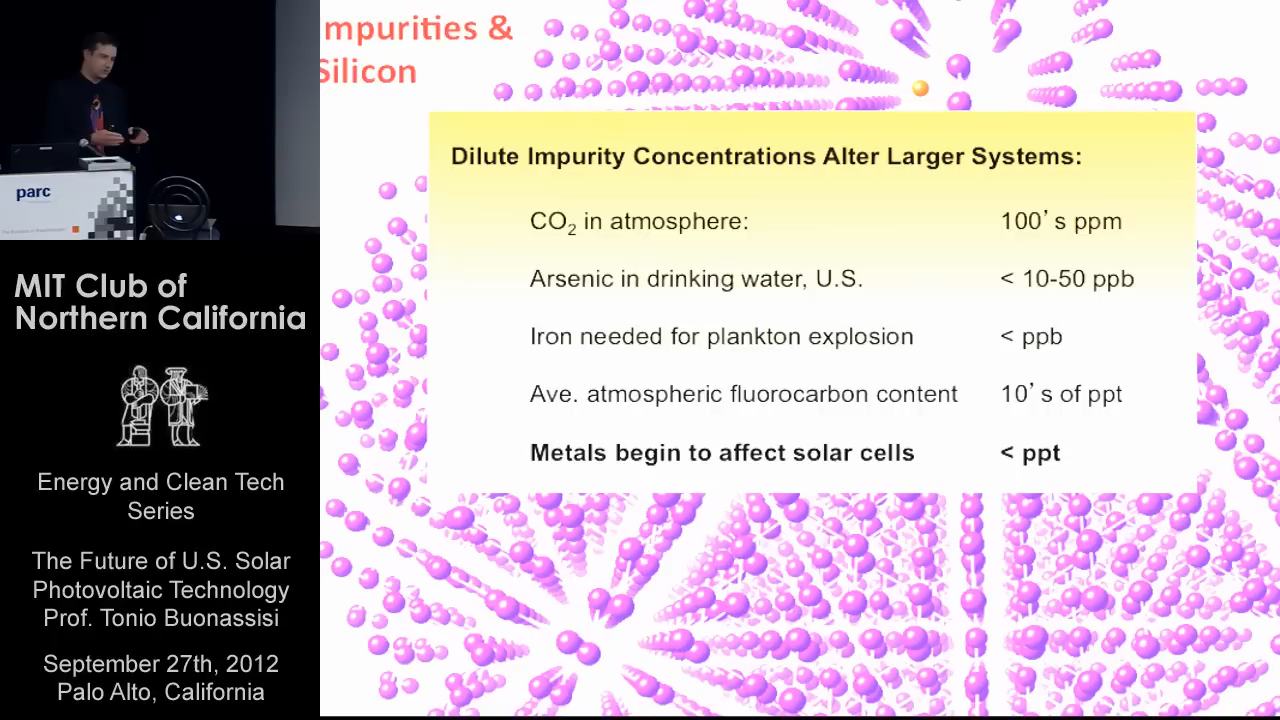 mpurities &
Silicon
Dilute Impurity Concentrations Alter Larger Systems:
CO₂ in atmosphere: 100's ppm
Arsenic in drinking water, U.S. < 10-50 ppb
Iron needed for plankton explosion < ppb
Ave. atmospheric fluorocarbon content 10's of ppt
Metals begin to affect solar cells < ppt
parc
MIT Club of
Northern California
Energy and Clean Tech
Series
The Future of U.S. Solar
Photovoltaic Technology
Prof. Tonio Buonassisi
September 27th, 2012
Palo Alto, California